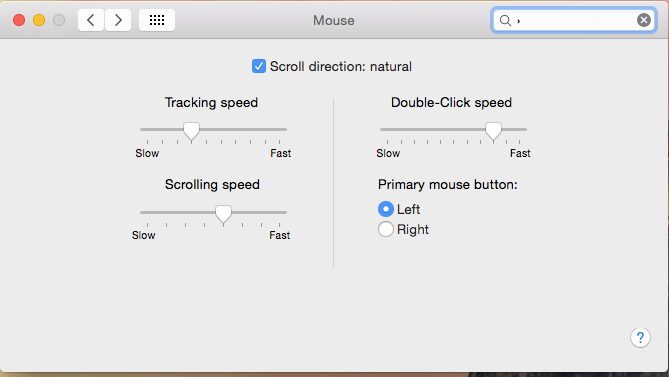 Mouse
›
Scroll direction: natural
Tracking speed
Slow Fast
Scrolling speed
Slow Fast
Double-Click speed
Slow Fast
Primary mouse button:
Left
Right
?